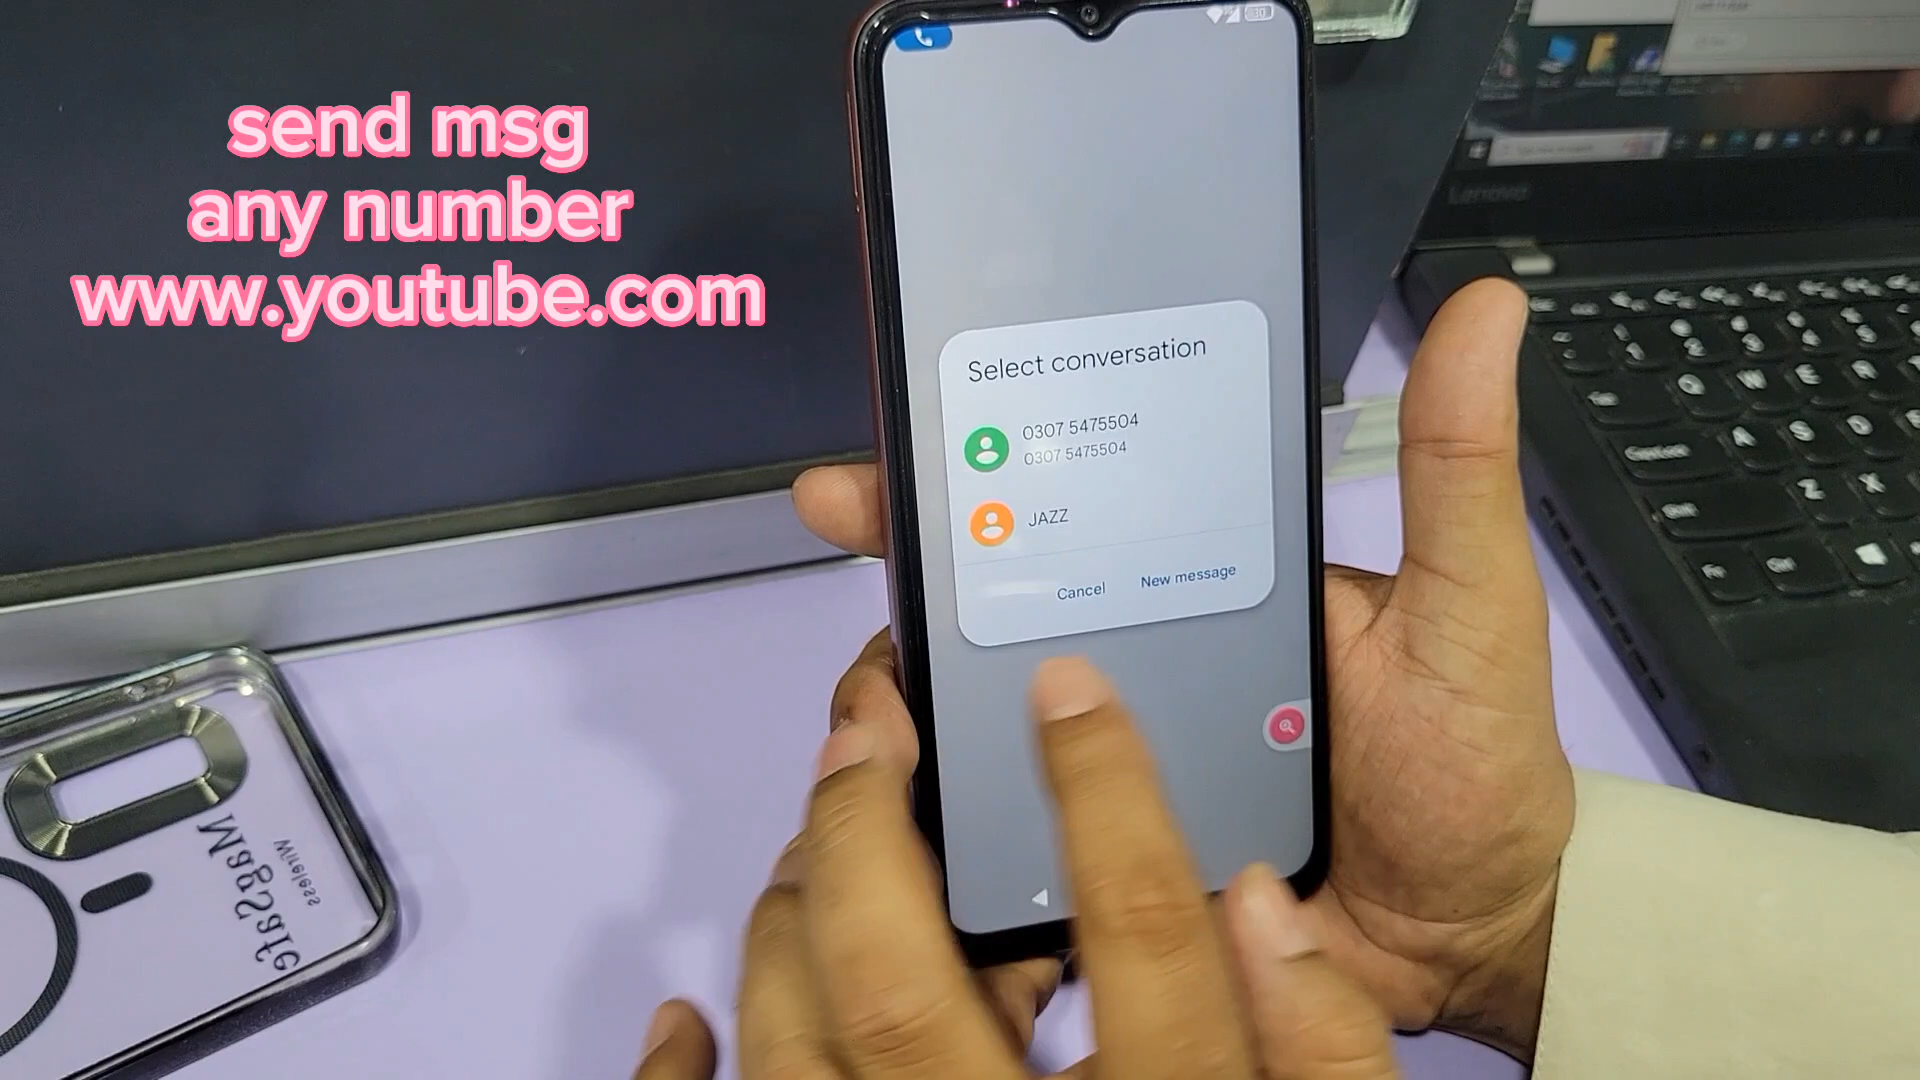 send msg
any number
www.youtube.com
Select conversation
0307 5475504
0307 5475504
JAZZ
Cancel
New message
MagSafe
Wireless
Lenovo
Q W E R
A S D F
Z X